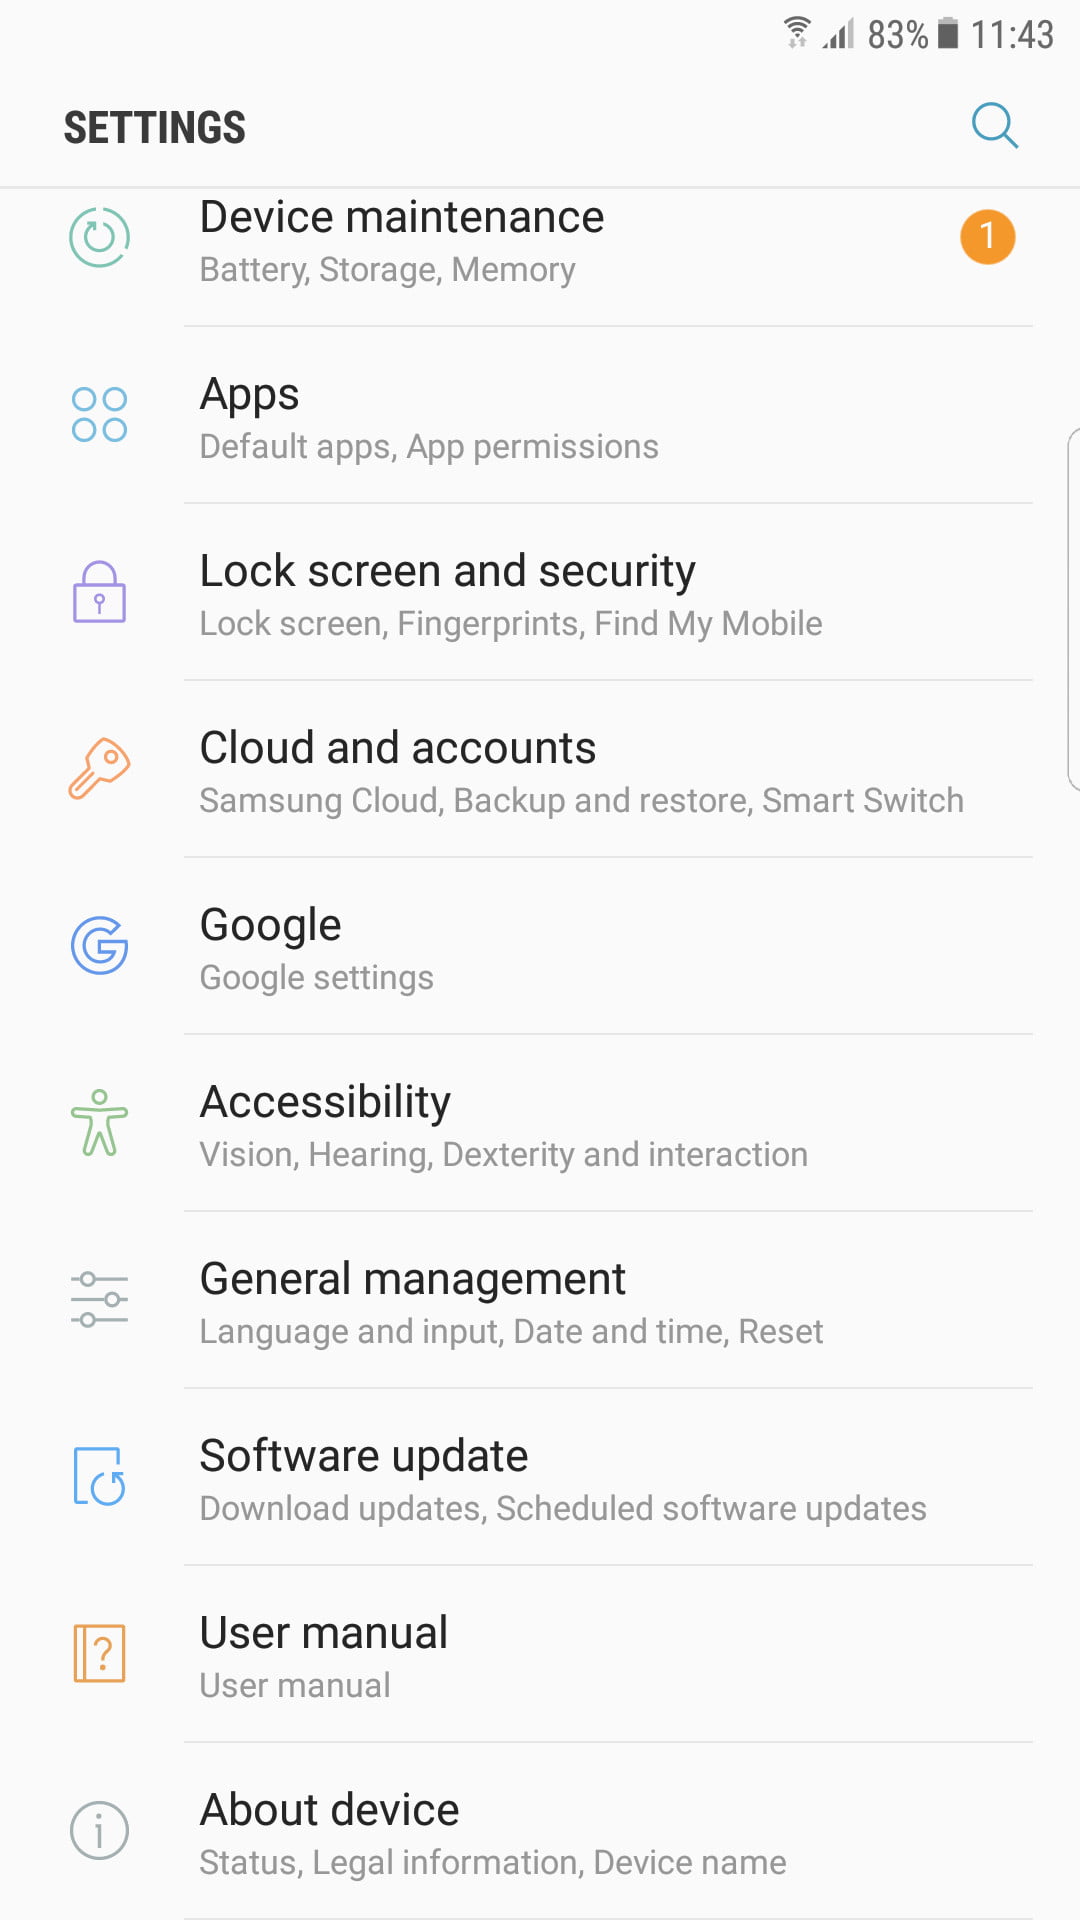 83% 11:43
SETTINGS
Device maintenance
1
Battery, Storage, Memory
Apps
Default apps, App permissions
Lock screen and security
Lock screen, Fingerprints, Find My Mobile
Cloud and accounts
Samsung Cloud, Backup and restore, Smart Switch
Google
Google settings
Accessibility
Vision, Hearing, Dexterity and interaction
General management
Language and input, Date and time, Reset
Software update
Download updates, Scheduled software updates
User manual
User manual
About device
Status, Legal information, Device name